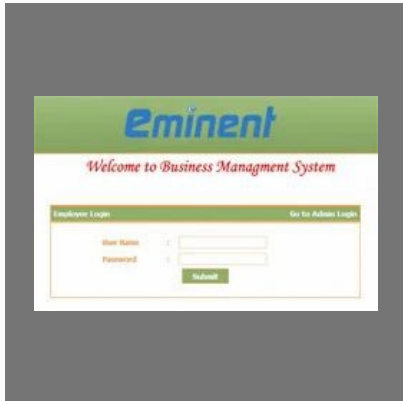 eminent
Welcome to Business Managment System
Employee Login Go to Admin Login
User Name :
Password :
Submit